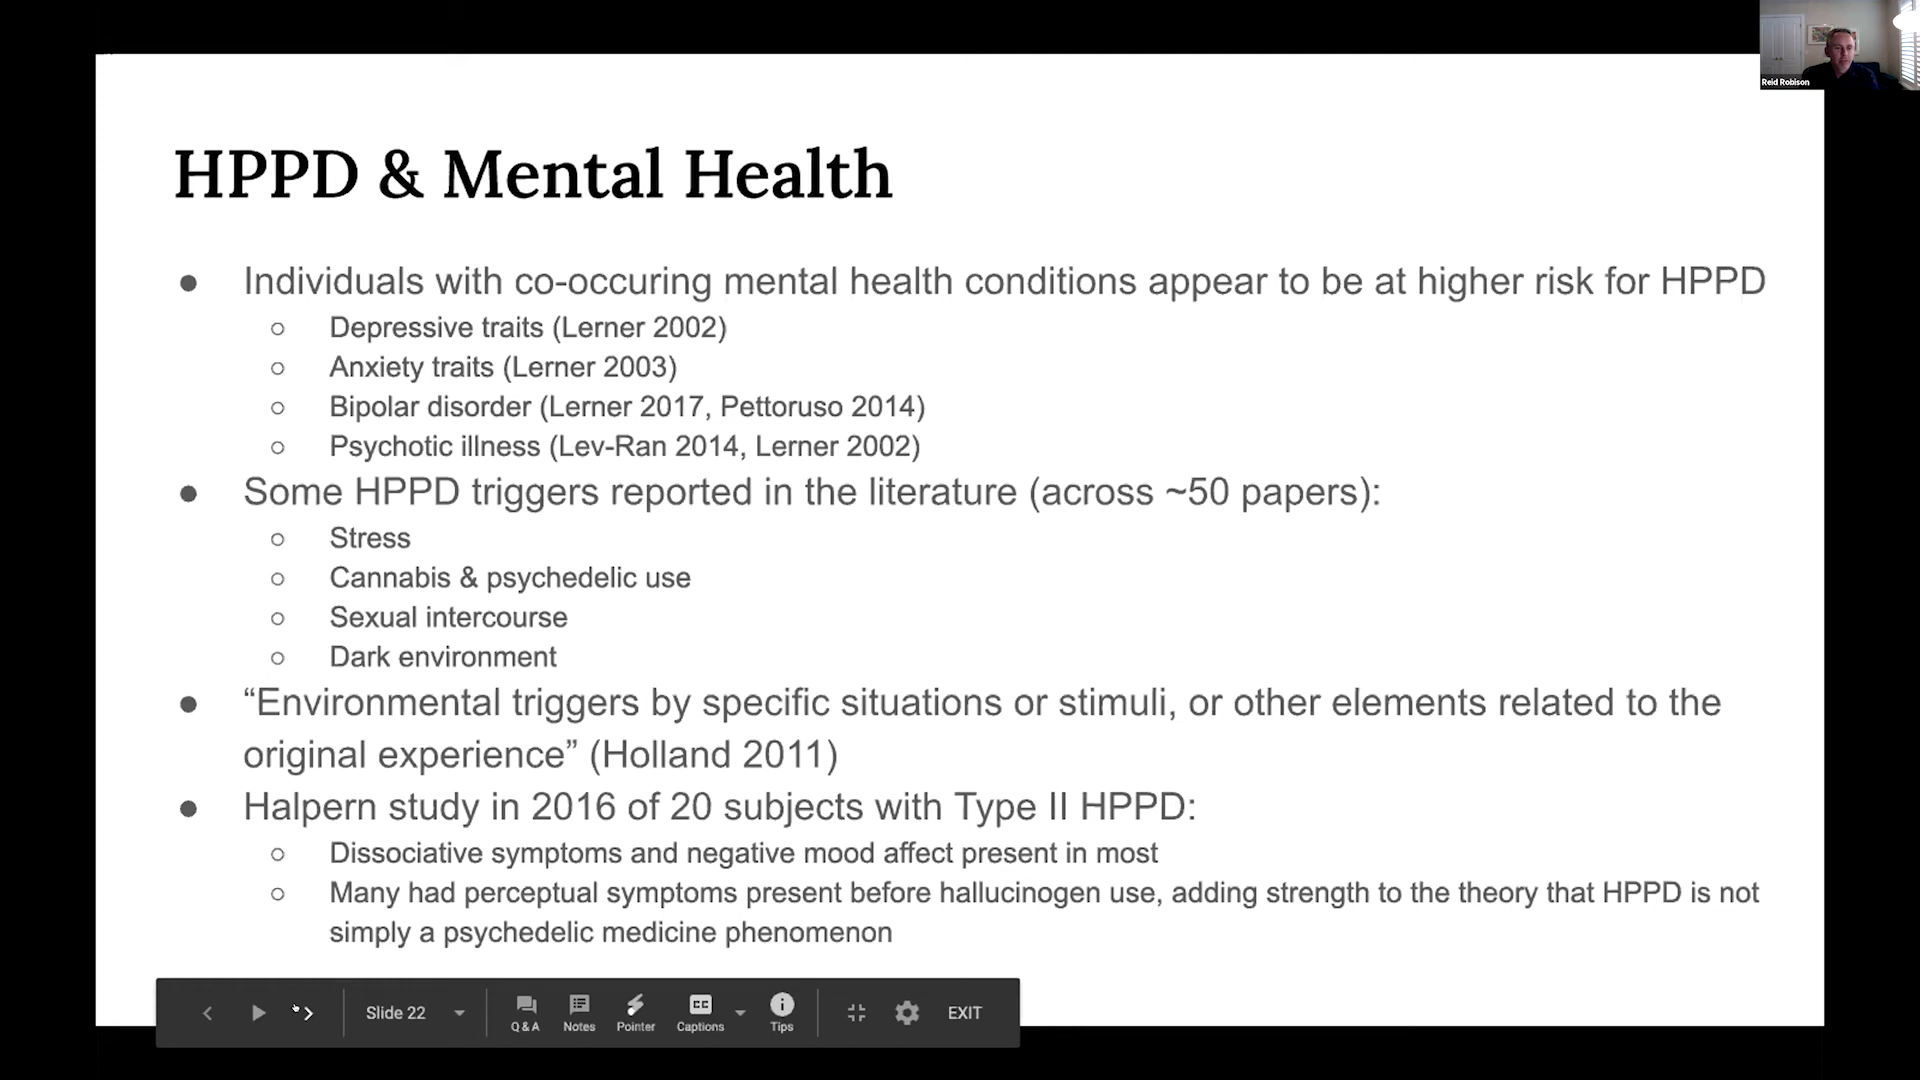 Reid Robison
HPPD & Mental Health
● Individuals with co-occuring mental health conditions appear to be at higher risk for HPPD
○ Depressive traits (Lerner 2002)
○ Anxiety traits (Lerner 2003)
○ Bipolar disorder (Lerner 2017, Pettoruso 2014)
○ Psychotic illness (Lev-Ran 2014, Lerner 2002)
● Some HPPD triggers reported in the literature (across ~50 papers):
○ Stress
○ Cannabis & psychedelic use
○ Sexual intercourse
○ Dark environment
● “Environmental triggers by specific situations or stimuli, or other elements related to the
original experience” (Holland 2011)
● Halpern study in 2016 of 20 subjects with Type II HPPD:
○ Dissociative symptoms and negative mood affect present in most
○ Many had perceptual symptoms present before hallucinogen use, adding strength to the theory that HPPD is not
simply a psychedelic medicine phenomenon
Slide 22 Q&A Notes Pointer CC Captions Tips EXIT